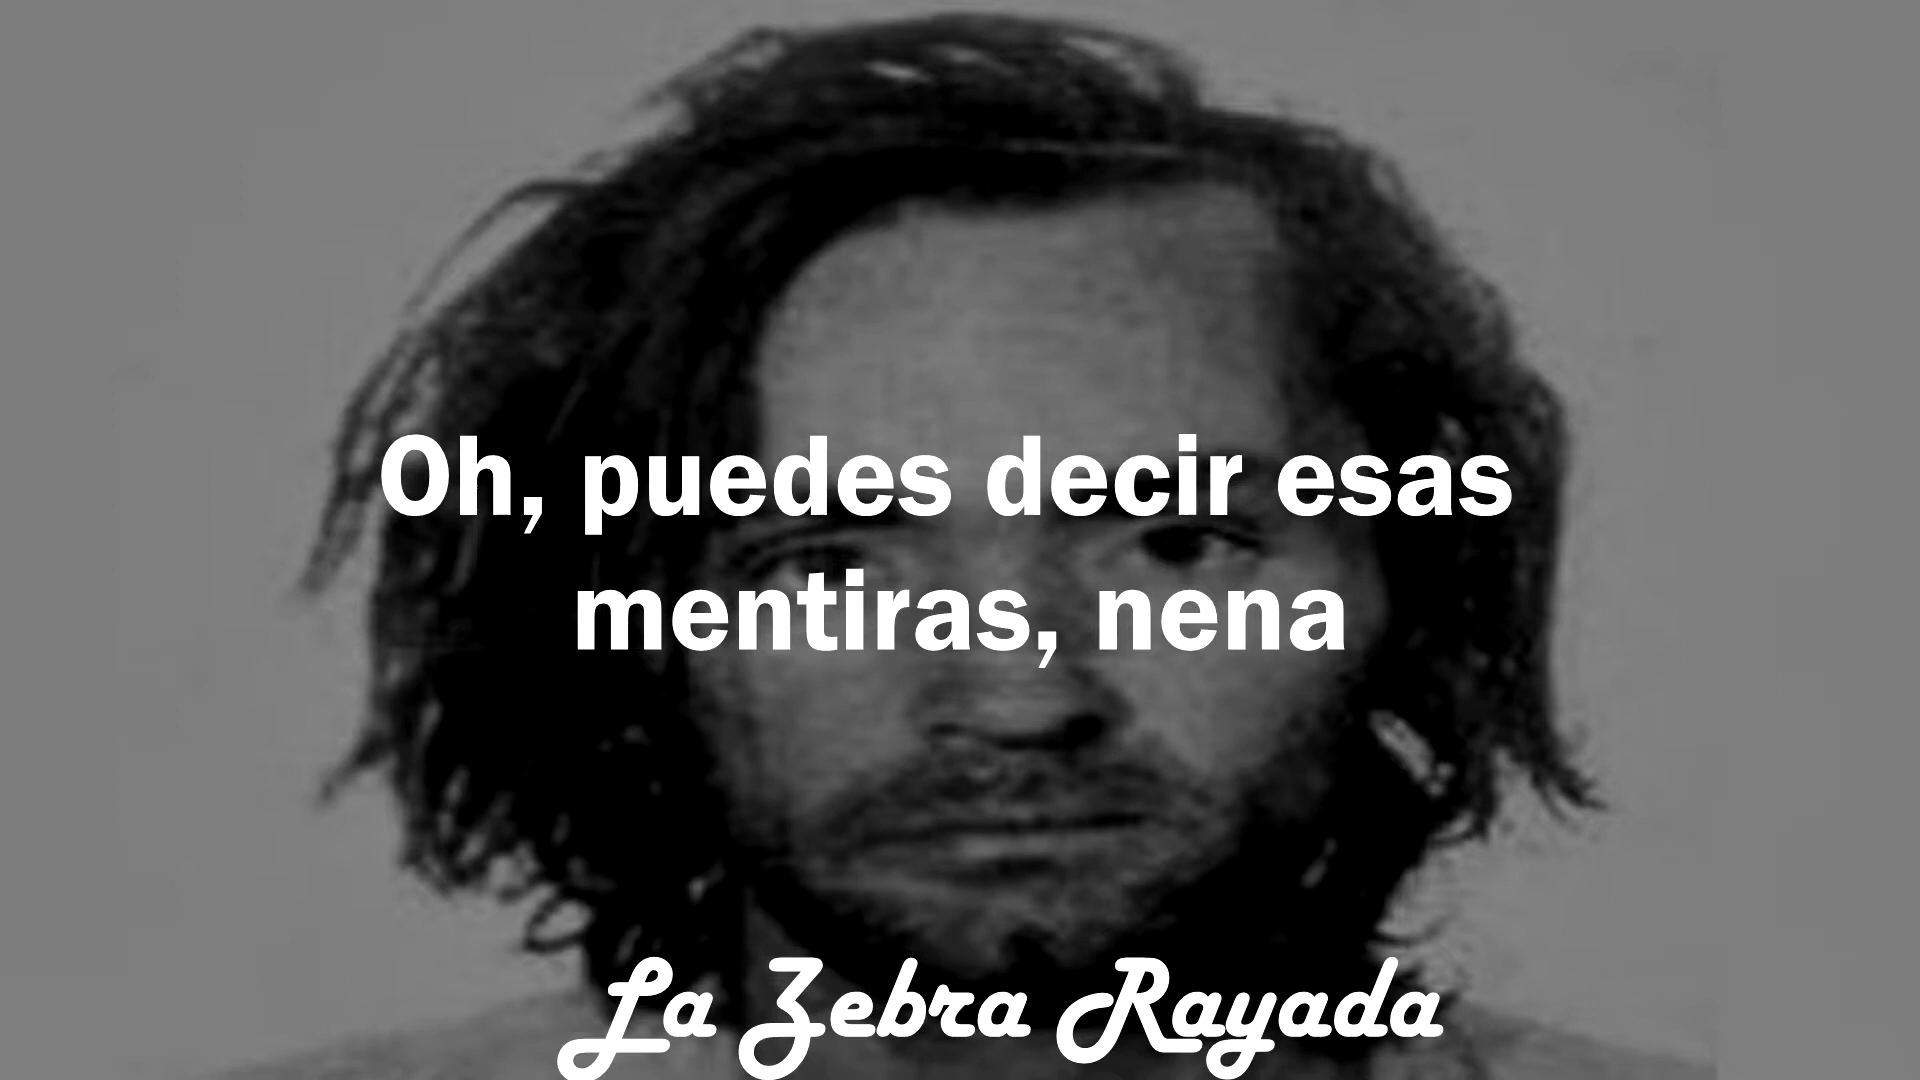 Oh, puedes decir esas
mentiras, nena
La Zebra Rayada